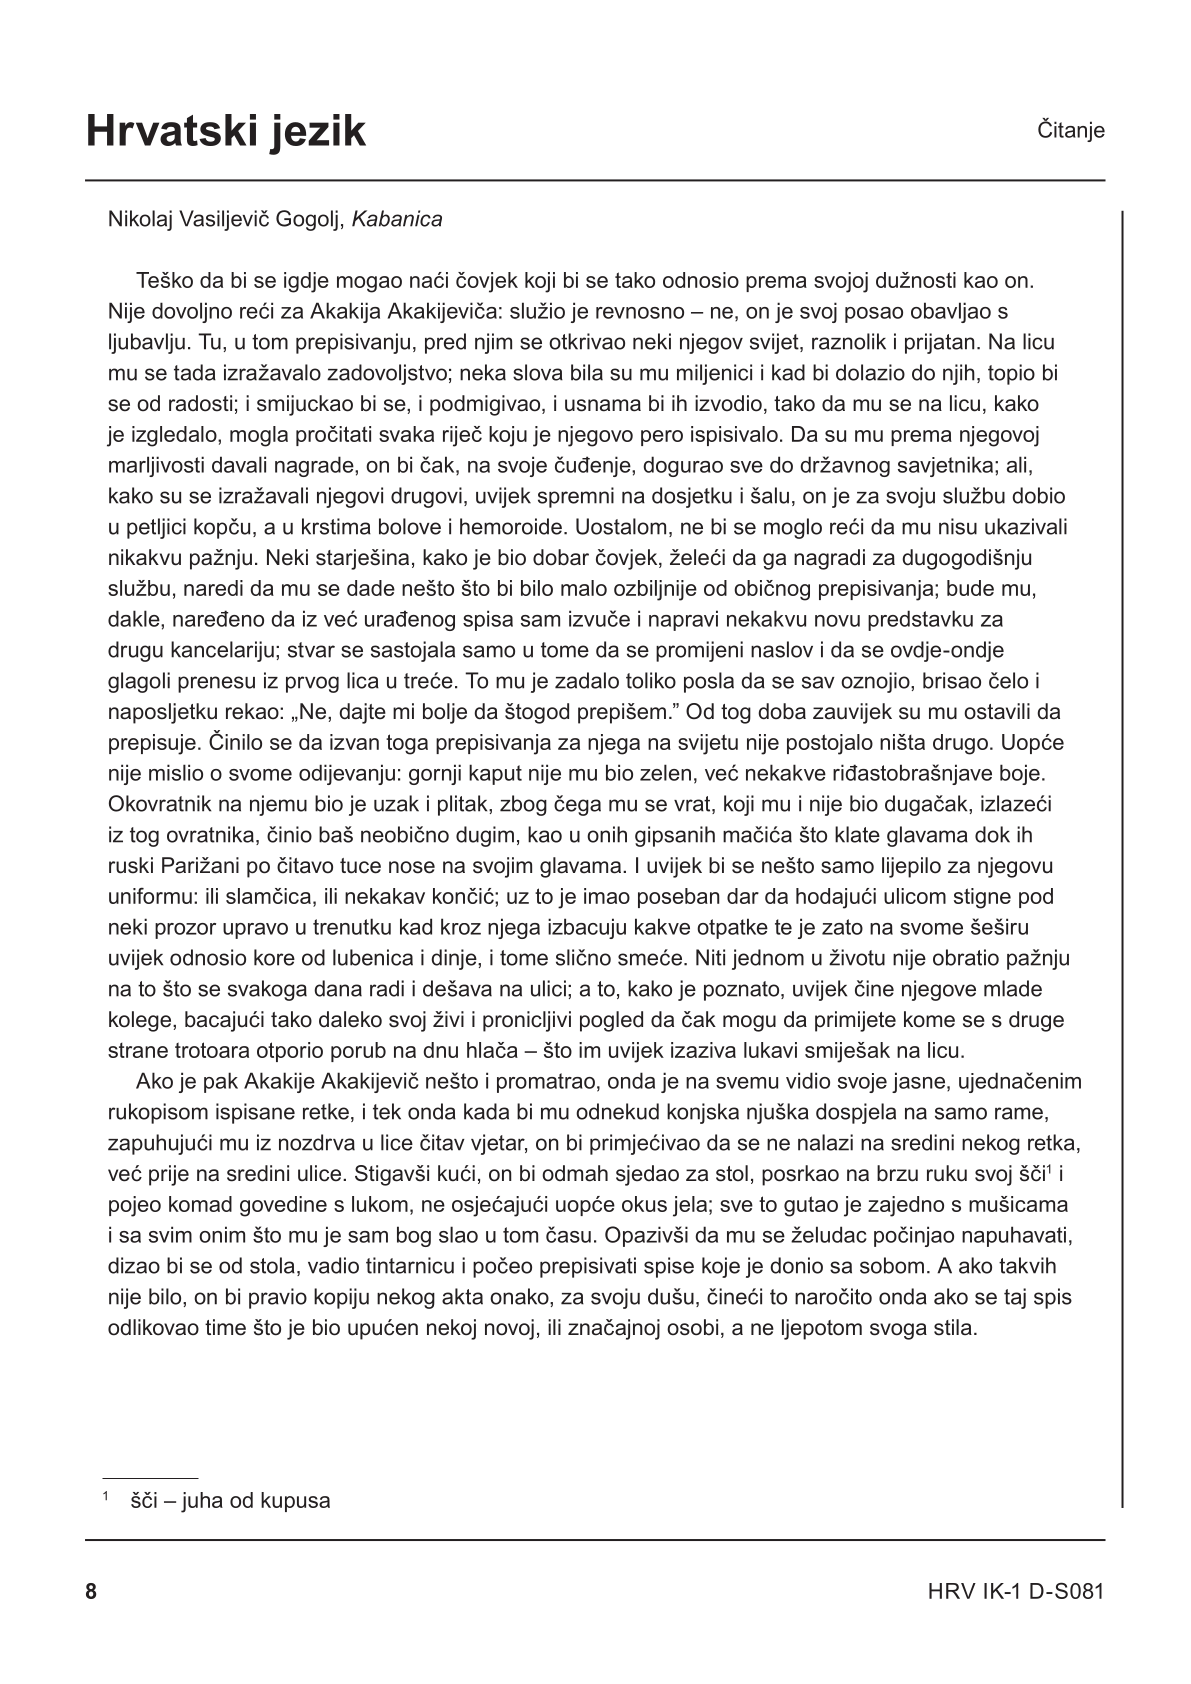 Hrvatski jezik
Čitanje
Nikolaj Vasiljevič Gogolj, Kabanica
Teško da bi se igdje mogao naći čovjek koji bi se tako odnosio prema svojoj dužnosti kao on.
Nije dovoljno reći za Akakija Akakijeviča: služio je revnosno – ne, on je svoj posao obavljao s
ljubavlju. Tu, u tom prepisivanju, pred njim se otkrivao neki njegov svijet, raznolik i prijatan. Na licu
mu se tada izražavalo zadovoljstvo; neka slova bila su mu miljenici i kad bi dolazio do njih, topio bi
se od radosti; i smijuckao bi se, i podmigivao, i usnama bi ih izvodio, tako da mu se na licu, kako
je izgledalo, mogla pročitati svaka riječ koju je njegovo pero ispisivalo. Da su mu prema njegovoj
marljivosti davali nagrade, on bi čak, na svoje čuđenje, dogurao sve do državnog savjetnika; ali,
kako su se izražavali njegovi drugovi, uvijek spremni na dosjetku i šalu, on je za svoju službu dobio
u petljici kopču, a u krstima bolove i hemoroide. Uostalom, ne bi se moglo reći da mu nisu ukazivali
nikakvu pažnju. Neki starješina, kako je bio dobar čovjek, želeći da ga nagradi za dugogodišnju
službu, naredi da mu se dade nešto što bi bilo malo ozbiljnije od običnog prepisivanja; bude mu,
dakle, naređeno da iz već urađenog spisa sam izvuče i napravi nekakvu novu predstavku za
drugu kancelariju; stvar se sastojala samo u tome da se promijeni naslov i da se ovdje-ondje
glagoli prenesu iz prvog lica u treće. To mu je zadalo toliko posla da se sav oznojio, brisao čelo i
naposljetku rekao: „Ne, dajte mi bolje da štogod prepišem.” Od tog doba zauvijek su mu ostavili da
prepisuje. Činilo se da izvan toga prepisivanja za njega na svijetu nije postojalo ništa drugo. Uopće
nije mislio o svome odijevanju: gornji kaput nije mu bio zelen, već nekakve riđastobrašnjave boje.
Okovratnik na njemu bio je uzak i plitak, zbog čega mu se vrat, koji mu i nije bio dugačak, izlazeći
iz tog ovratnika, činio baš neobično dugim, kao u onih gipsanih mačića što klate glavama dok ih
ruski Parižani po čitavo tuce nose na svojim glavama. I uvijek bi se nešto samo lijepilo za njegovu
uniformu: ili slamčica, ili nekakav končić; uz to je imao poseban dar da hodajući ulicom stigne pod
neki prozor upravo u trenutku kad kroz njega izbacuju kakve otpatke te je zato na svome šeširu
uvijek odnosio kore od lubenica i dinje, i tome slično smeće. Niti jednom u životu nije obratio pažnju
na to što se svakoga dana radi i dešava na ulici; a to, kako je poznato, uvijek čine njegove mlade
kolege, bacajući tako daleko svoj živi i pronicljivi pogled da čak mogu da primijete kome se s druge
strane trotoara otporio porub na dnu hlača – što im uvijek izaziva lukavi smiješak na licu.
Ako je pak Akakije Akakijevič nešto i promatrao, onda je na svemu vidio svoje jasne, ujednačenim
rukopisom ispisane retke, i tek onda kada bi mu odnekud konjska njuška dospjela na samo rame,
zapuhujući mu iz nozdrva u lice čitav vjetar, on bi primjećivao da se ne nalazi na sredini nekog retka,
već prije na sredini ulice. Stigavši kući, on bi odmah sjedao za stol, posrkao na brzu ruku svoj šči¹ i
pojeo komad govedine s lukom, ne osjećajući uopće okus jela; sve to gutao je zajedno s mušicama
i sa svim onim što mu je sam bog slao u tom času. Opazivši da mu se želudac počinjao napuhavati,
dizao bi se od stola, vadio tintarnicu i počeo prepisivati spise koje je donio sa sobom. A ako takvih
nije bilo, on bi pravio kopiju nekog akta onako, za svoju dušu, čineći to naročito onda ako se taj spis
odlikovao time što je bio upućen nekoj novoj, ili značajnoj osobi, a ne ljepotom svoga stila.
¹ šči – juha od kupusa
8
HRV IK-1 D-S081